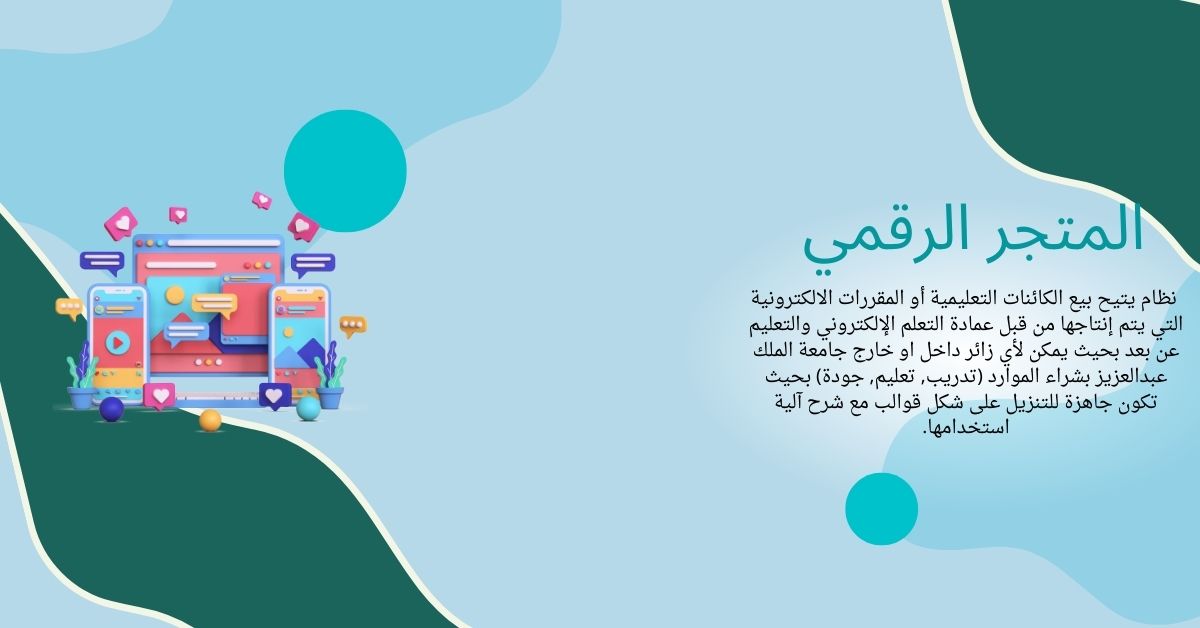 المتجر الرقمي
نظام يتيح بيع الكائنات التعليمية أو المقررات الالكترونية
التي يتم إنتاجها من قبل عمادة التعلم الإلكتروني والتعليم
عن بعد بحيث يمكن لأي زائر داخل او خارج جامعة الملك
عبدالعزيز بشراء الموارد (تدريب, تعليم, جودة) بحيث
تكون جاهزة للتنزيل على شكل قوالب مع شرح آلية
استخدامها.